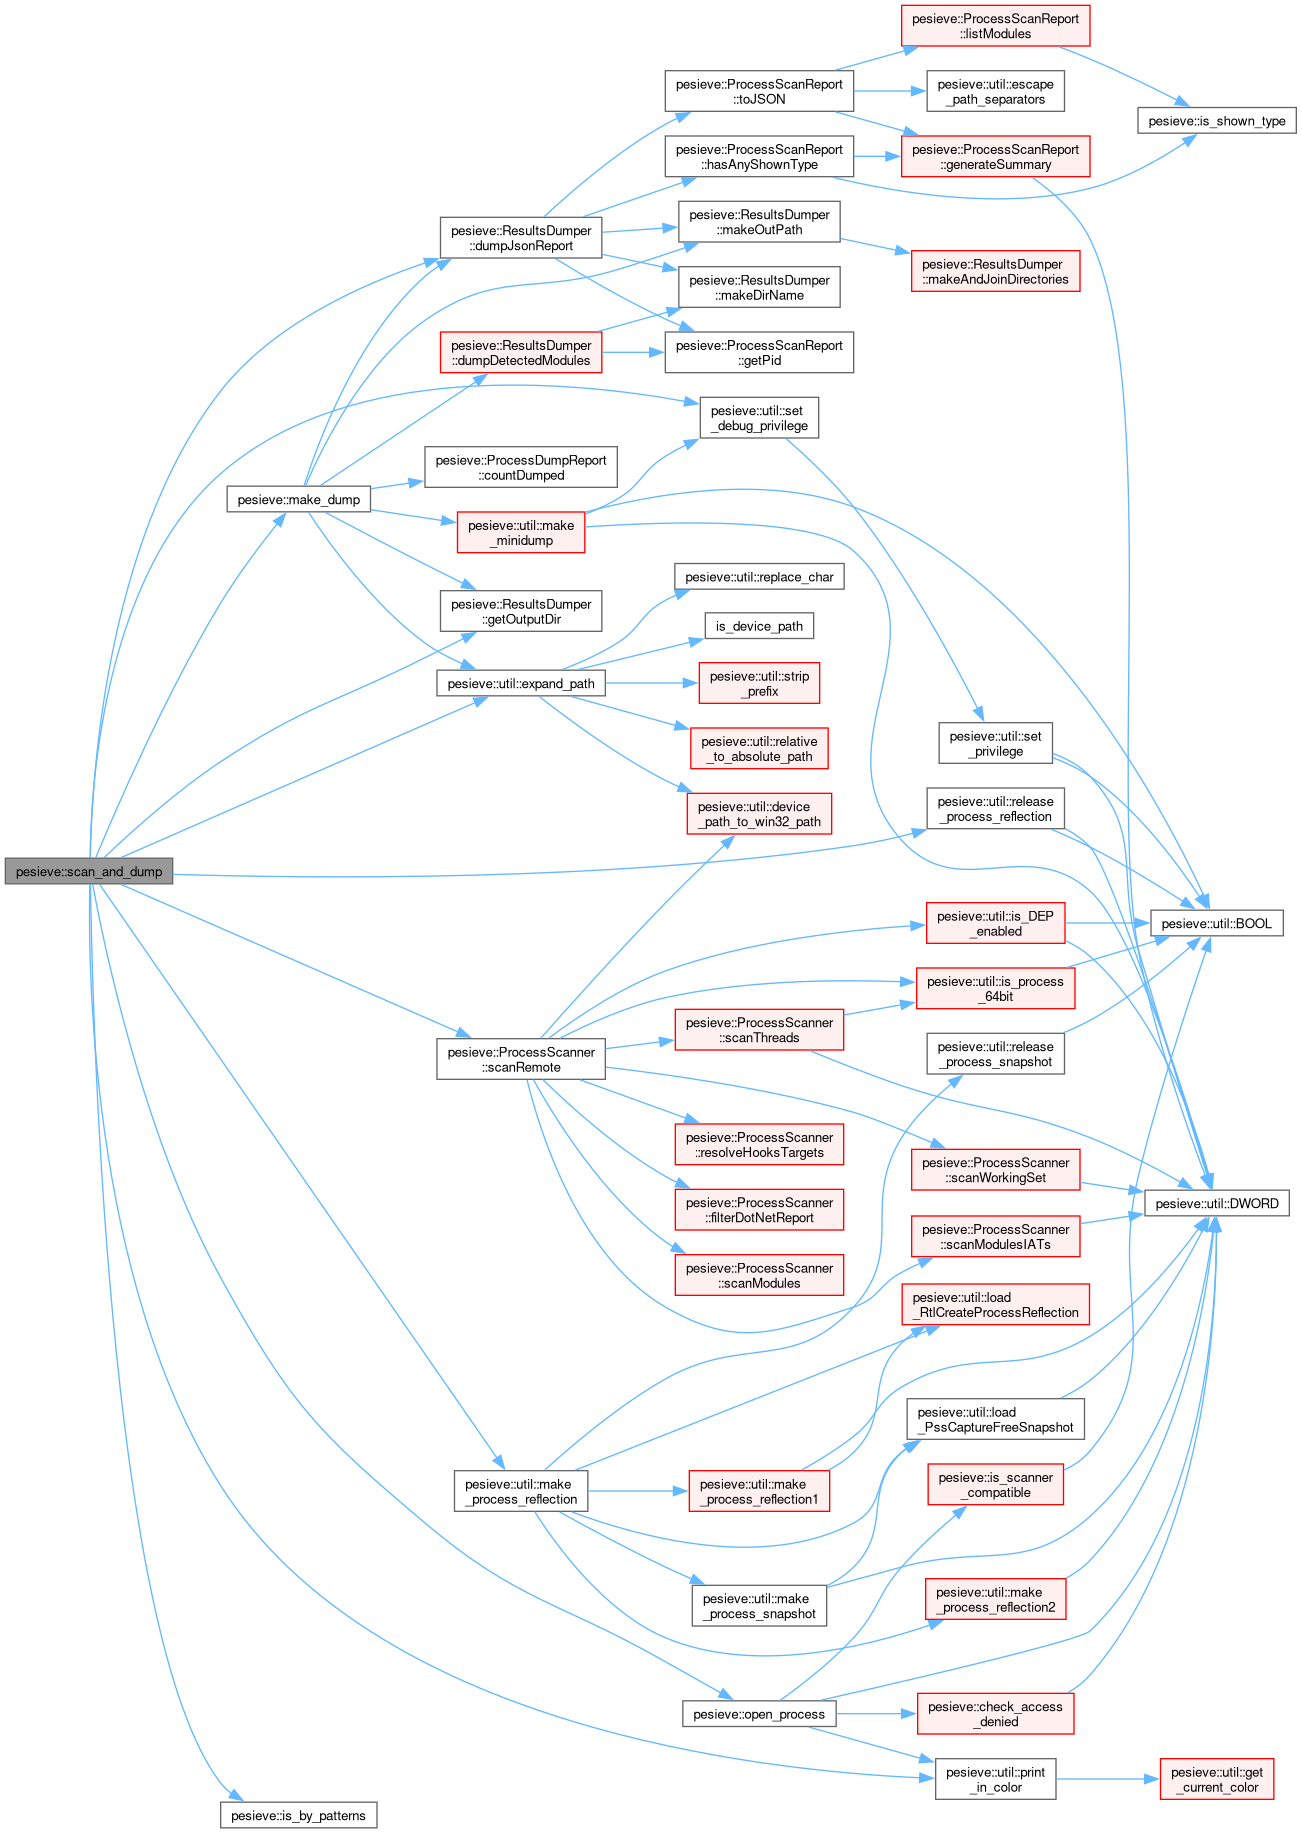 pesieve::ProcessScanReport
::listModules
pesieve::ProcessScanReport
::toJSON
pesieve::util::escape
_path_separators
pesieve::is_shown_type
pesieve::ProcessScanReport
::hasAnyShownType
pesieve::ProcessScanReport
::generateSummary
pesieve::ResultsDumper
::dumpJsonReport
pesieve::ResultsDumper
::makeOutPath
pesieve::ResultsDumper
::makeAndJoinDirectories
pesieve::ResultsDumper
::makeDirName
pesieve::ResultsDumper
::dumpDetectedModules
pesieve::ProcessScanReport
::getPid
pesieve::util::set
_debug_privilege
pesieve::ProcessDumpReport
::countDumped
pesieve::make_dump
pesieve::util::make
_minidump
pesieve::util::replace_char
pesieve::ResultsDumper
::getOutputDir
is_device_path
pesieve::util::expand_path
pesieve::util::strip
_prefix
pesieve::util::relative
_to_absolute_path
pesieve::util::set
_privilege
pesieve::util::device
_path_to_win32_path
pesieve::util::release
_process_reflection
pesieve::scan_and_dump
pesieve::util::is_DEP
_enabled
pesieve::util::BOOL
pesieve::util::is_process
_64bit
pesieve::ProcessScanner
::scanThreads
pesieve::ProcessScanner
::scanRemote
pesieve::util::release
_process_snapshot
pesieve::ProcessScanner
::resolveHooksTargets
pesieve::ProcessScanner
::scanWorkingSet
pesieve::ProcessScanner
::filterDotNetReport
pesieve::util::DWORD
pesieve::ProcessScanner
::scanModulesIATs
pesieve::ProcessScanner
::scanModules
pesieve::util::load
_RtlCreateProcessReflection
pesieve::util::load
_PssCaptureFreeSnapshot
pesieve::util::make
_process_reflection
pesieve::util::make
_process_reflection1
pesieve::is_scanner
_compatible
pesieve::util::make
_process_snapshot
pesieve::util::make
_process_reflection2
pesieve::open_process
pesieve::check_access
_denied
pesieve::util::print
_in_color
pesieve::util::get
_current_color
pesieve::is_by_patterns